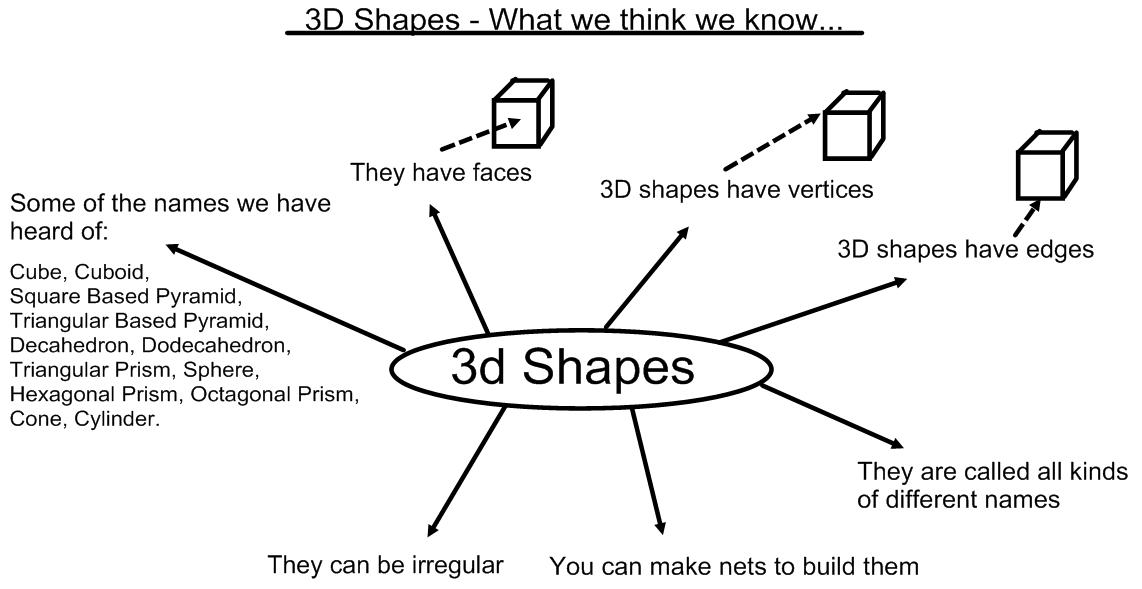 3D Shapes - What we think we know...
They have faces
3D shapes have vertices
3D shapes have edges
Some of the names we have
heard of:
Cube, Cuboid,
Square Based Pyramid,
Triangular Based Pyramid,
Decahedron, Dodecahedron,
Triangular Prism, Sphere,
Hexagonal Prism, Octagonal Prism,
Cone, Cylinder.
3d Shapes
They are called all kinds
of different names
They can be irregular
You can make nets to build them